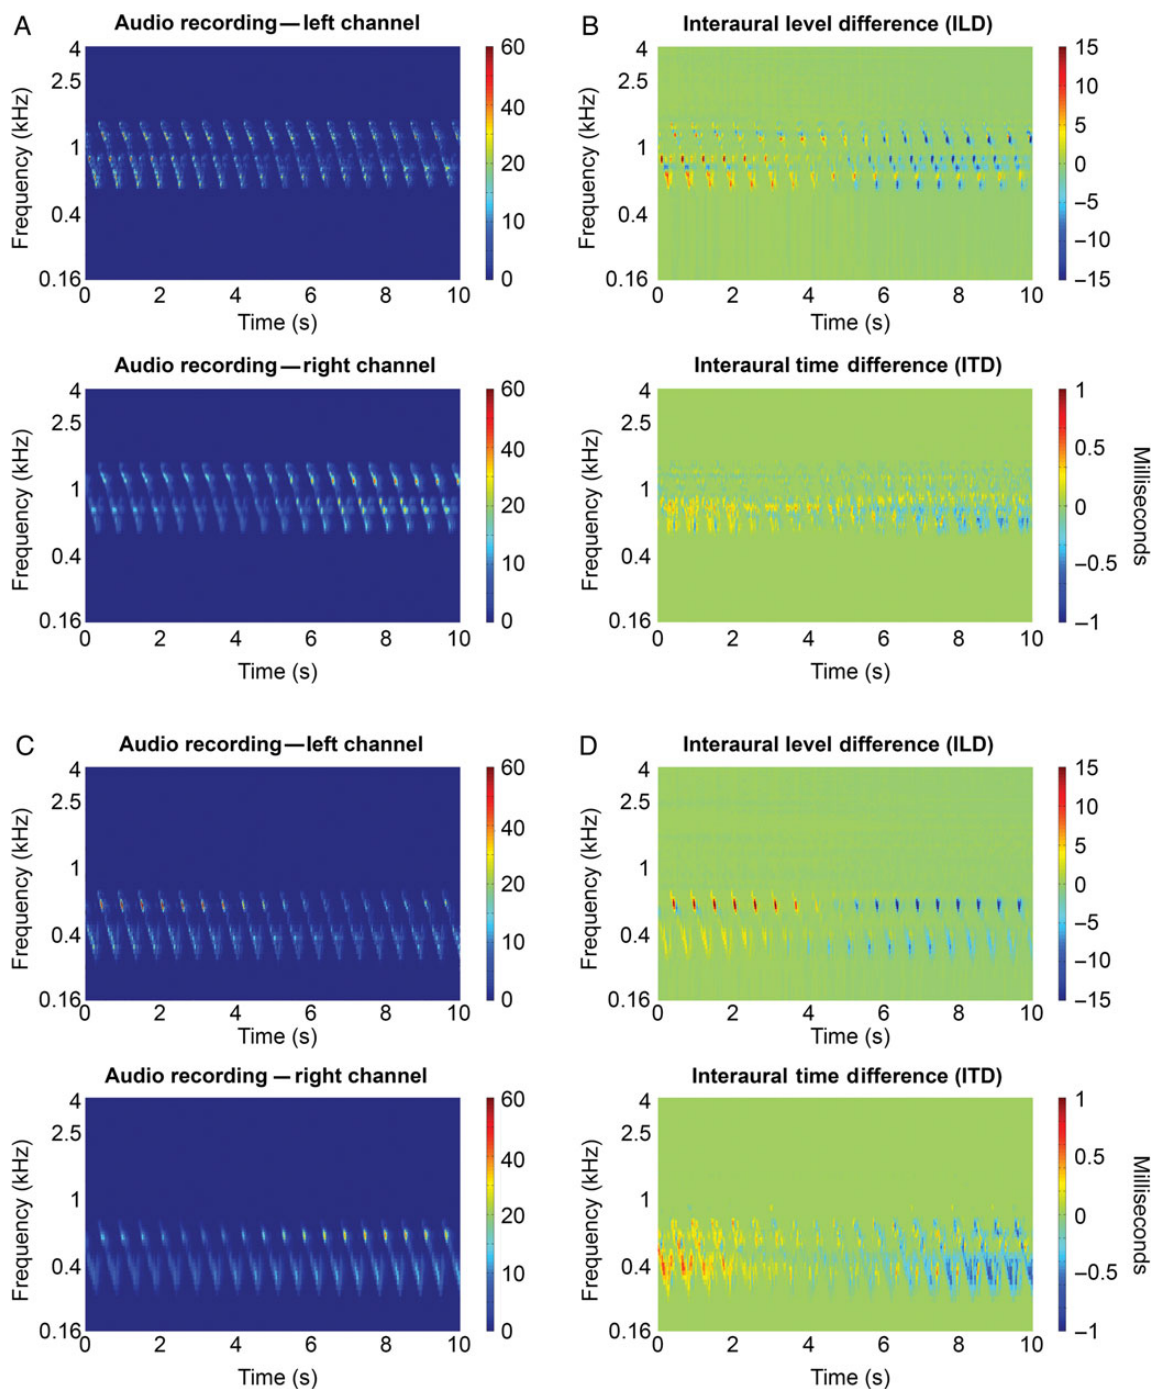 A
Audio recording—left channel
Frequency (kHz)
4
2.5
1
0.4
0.16
0 2 4 6 8 10
Time (s)
60
40
20
10
0
B
Interaural level difference (ILD)
Frequency (kHz)
4
2.5
1
0.4
0.16
0 2 4 6 8 10
Time (s)
15
10
5
0
–5
–10
–15
Audio recording—right channel
Frequency (kHz)
4
2.5
1
0.4
0.16
0 2 4 6 8 10
Time (s)
60
40
20
10
0
Interaural time difference (ITD)
Frequency (kHz)
4
2.5
1
0.4
0.16
0 2 4 6 8 10
Time (s)
1
0.5
0
–0.5
–1
Milliseconds
C
Audio recording—left channel
Frequency (kHz)
4
2.5
1
0.4
0.16
0 2 4 6 8 10
Time (s)
60
40
20
10
0
D
Interaural level difference (ILD)
Frequency (kHz)
4
2.5
1
0.4
0.16
0 2 4 6 8 10
Time (s)
15
10
5
0
–5
–10
–15
Audio recording —right channel
Frequency (kHz)
4
2.5
1
0.4
0.16
0 2 4 6 8 10
Time (s)
60
40
20
10
0
Interaural time difference (ITD)
Frequency (kHz)
4
2.5
1
0.4
0.16
0 2 4 6 8 10
Time (s)
1
0.5
0
–0.5
–1
Milliseconds